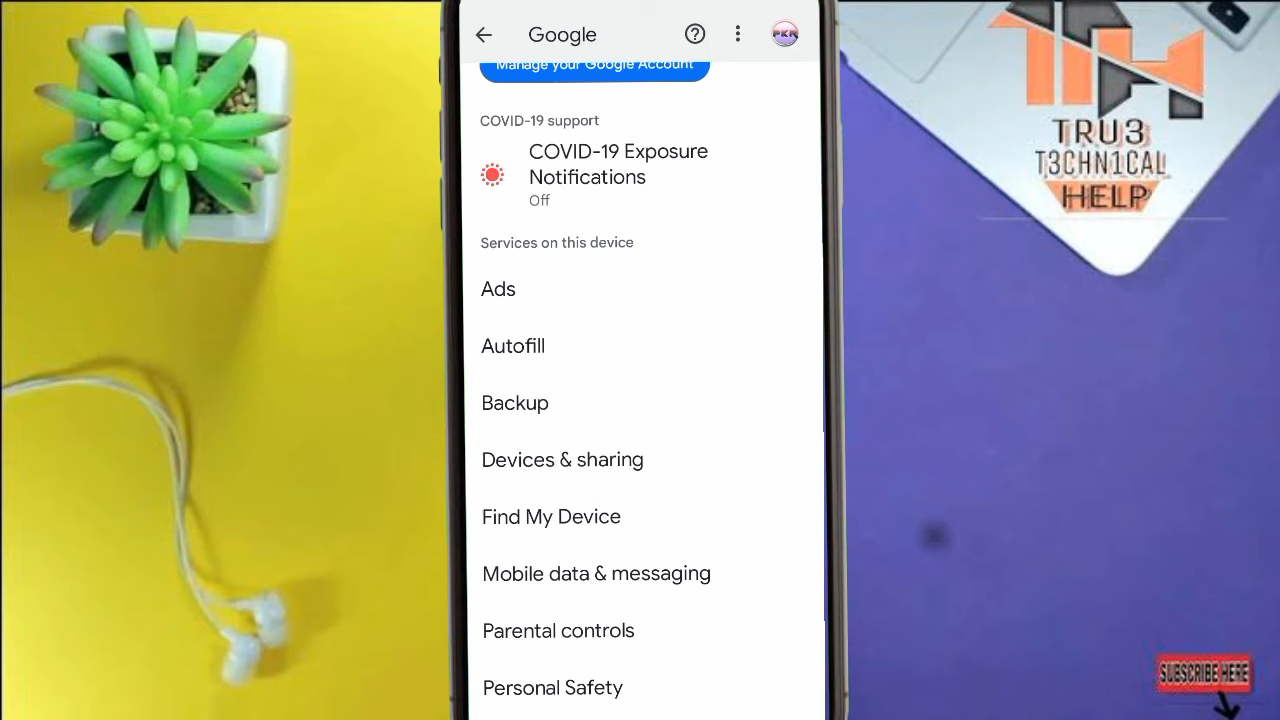 Google
PKR
Manage your Google Account
COVID-19 support
COVID-19 Exposure
Notifications
Off
Services on this device
Ads
Autofill
Backup
Devices & sharing
Find My Device
Mobile data & messaging
Parental controls
Personal Safety
TRU3
T3CHN1CAL
HELP
SUBSCRIBE HERE